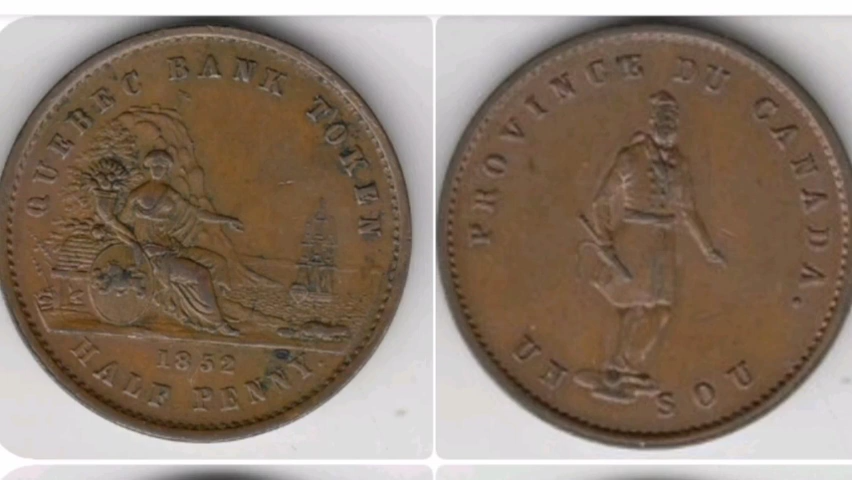 QUEBEC BANK TOKEN
1852
HALF PENNY.
PROVINCE DU CANADA.
UN SOU